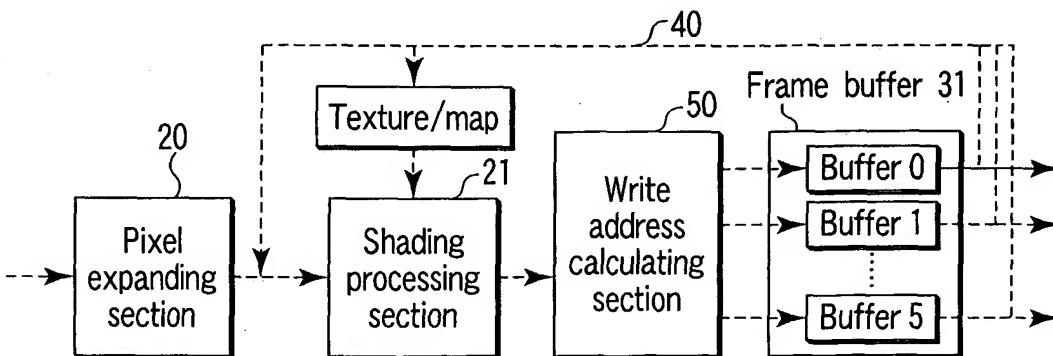 40
Frame buffer 31
50
Texture/map
20
21
Buffer 0
Write
address
calculating
section
Pixel
expanding
section
Shading
processing
section
Buffer 1
Buffer 5